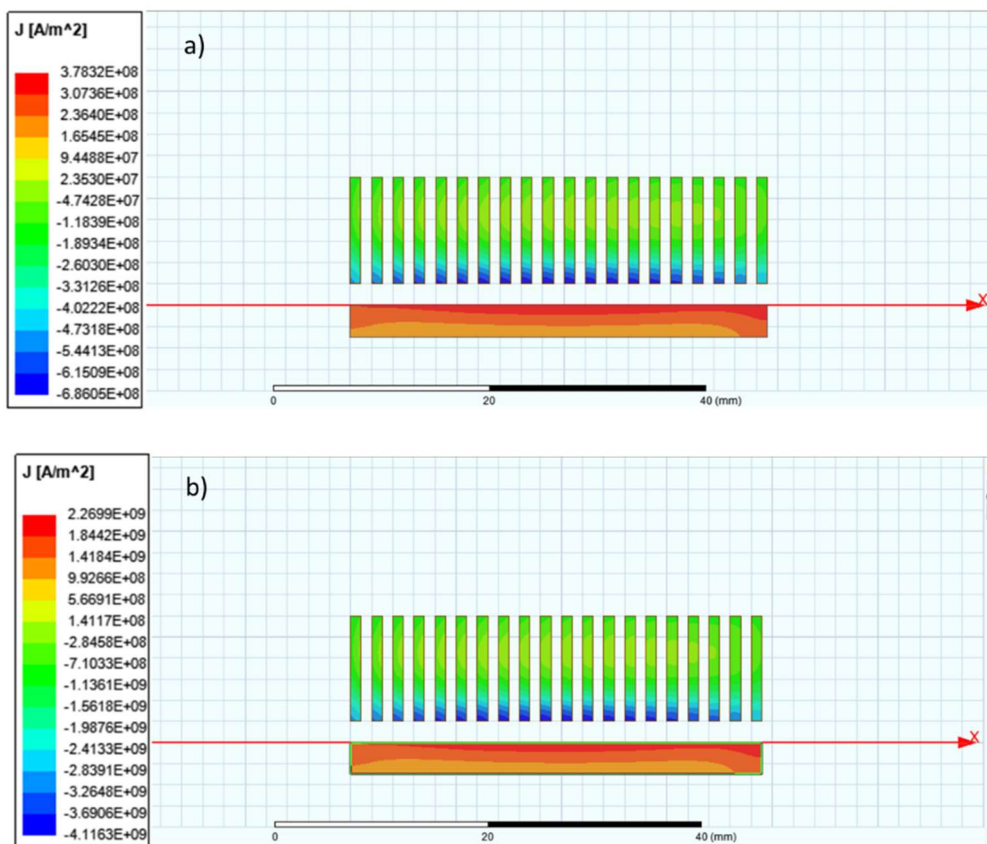 J [A/m^2]
a)
3.7832E+08
3.0736E+08
2.3640E+08
1.6545E+08
9.4488E+07
2.3530E+07
-4.7428E+07
-1.1839E+08
-1.8934E+08
-2.6030E+08
-3.3126E+08
-4.0222E+08
-4.7318E+08
-5.4413E+08
-6.1509E+08
-6.8605E+08
X
0 20 40 (mm)
J [A/m^2]
b)
2.2699E+09
1.8442E+09
1.4184E+09
9.9266E+08
5.6691E+08
1.4117E+08
-2.8458E+08
-7.1033E+08
-1.1361E+09
-1.5618E+09
-1.9876E+09
-2.4133E+09
-2.8391E+09
-3.2648E+09
-3.6906E+09
-4.1163E+09
X
0 20 40 (mm)